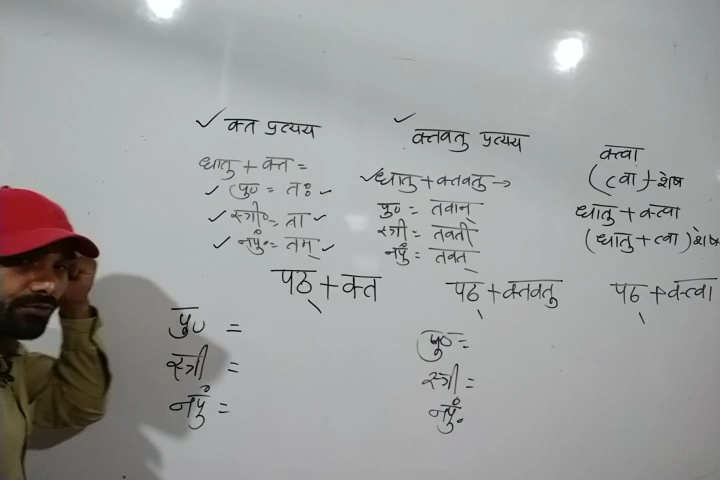 ✓ क्त प्रत्यय
धातु + क्त =
✓ पु० = तः ✓
✓ स्त्री० = ता ✓
✓ नपुं० = तम् ✓
पठ् + क्त
पु० =
स्त्री =
नपुं =
✓ क्तवतु प्रत्यय
✓ धातु + क्तवतु →
पु० = तवान्
स्त्री = तवती
नपुं = तवत्
पठ् + क्तवतु
पु० =
स्त्री =
नपुं०
क्त्वा
(त्वा) → शेष
धातु + क्त्वा
(धातु + त्वा) शेष
पठ् + क्त्वा